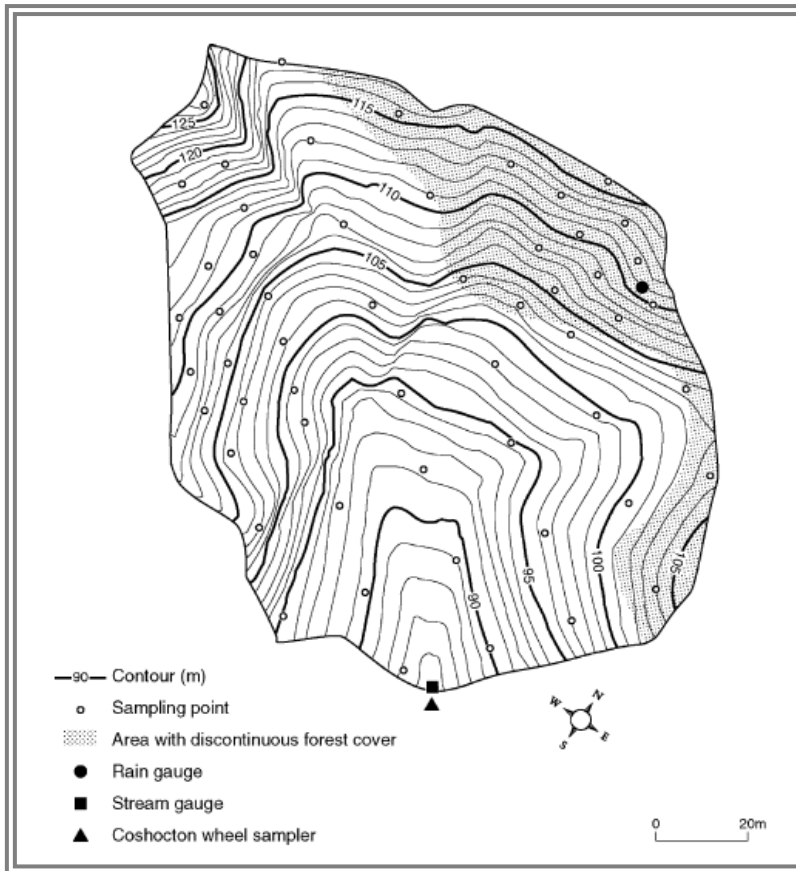 125
120
115
110
105
100
95
90
105
—90— Contour (m)
Sampling point
Area with discontinuous forest cover
Rain gauge
Stream gauge
Coshocton wheel sampler
N
W
E
S
0 20m